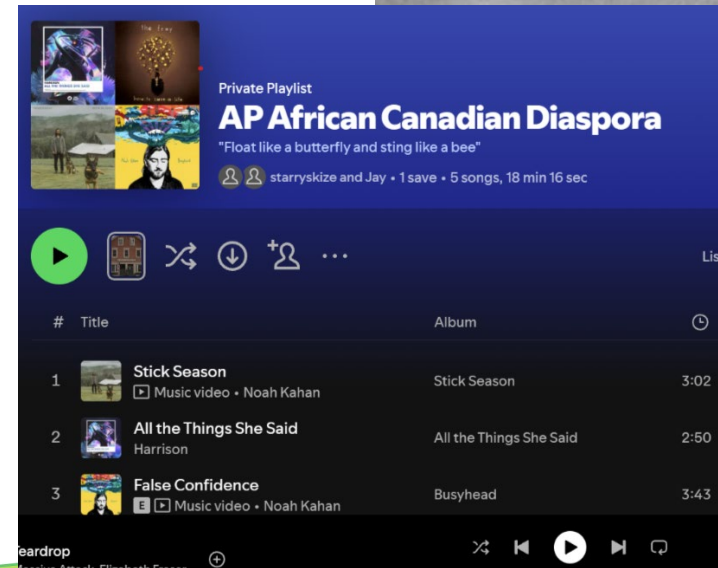 Private Playlist
AP African Canadian Diaspora
"Float like a butterfly and sting like a bee"
starryskize and Jay • 1 save • 5 songs, 18 min 16 sec
# Title Album
1 Stick Season Stick Season 3:02
Music video • Noah Kahan
2 All the Things She Said All the Things She Said 2:50
Harrison
3 False Confidence Busyhead 3:43
E Music video • Noah Kahan